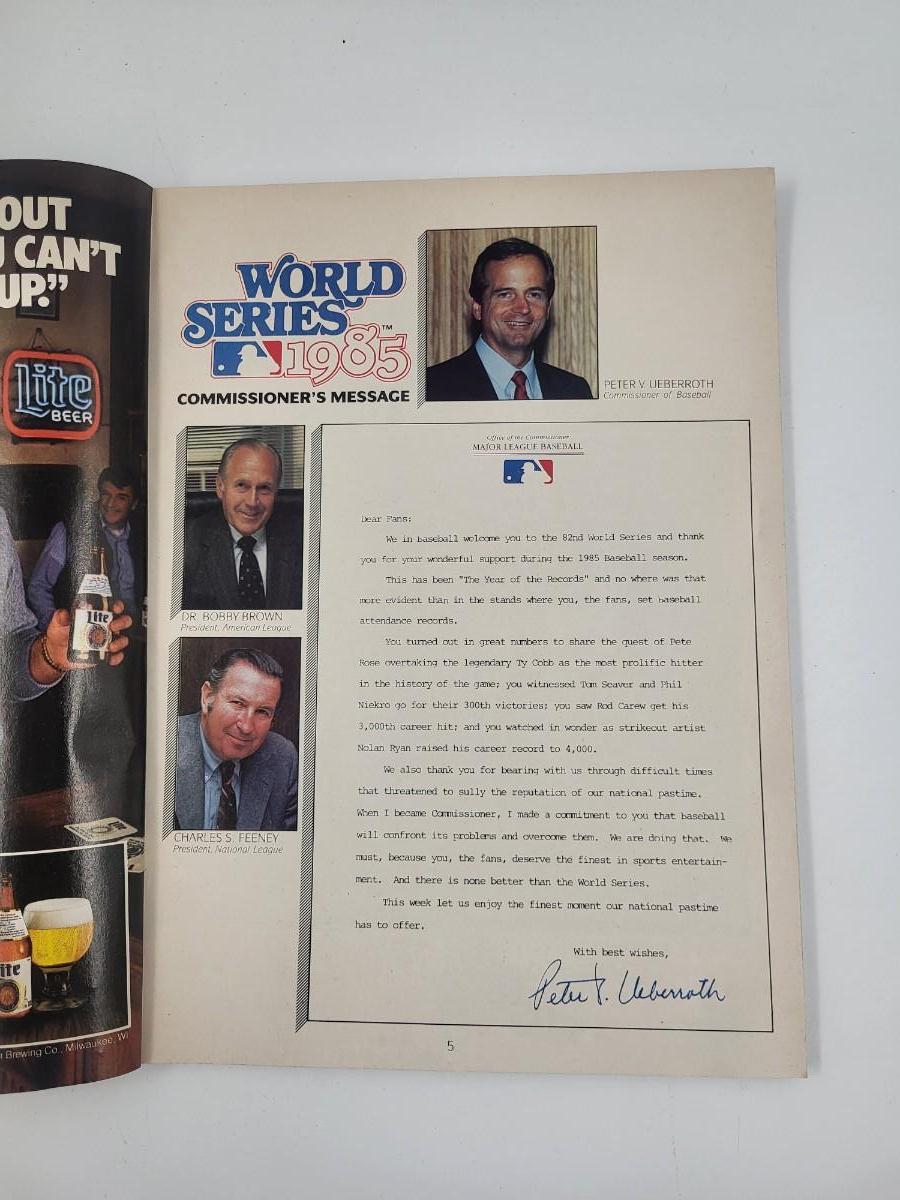 OUT
CAN'T
UP."
Lite
BEER
Lite
Brewing Co., Milwaukee, WI
WORLD
SERIES™
1985
COMMISSIONER'S MESSAGE
PETER V. UEBERROTH
Commissioner of Baseball
DR. BOBBY BROWN
President, American League
CHARLES S. FEENEY
President, National League
Office of the Commissioner
MAJOR LEAGUE BASEBALL
Dear Fans:
We in Baseball welcome you to the 82nd World Series and thank
you for your wonderful support during the 1985 Baseball season.
This has been "The Year of the Records" and no where was that
more evident than in the stands where you, the fans, set Baseball
attendance records.
You turned out in great numbers to share the quest of Pete
Rose overtaking the legendary Ty Cobb as the most prolific hitter
in the history of the game; you witnessed Tom Seaver and Phil
Niekro go for their 300th victories; you saw Rod Carew get his
3,000th career hit; and you watched in wonder as strikeout artist
Nolan Ryan raised his career record to 4,000.
We also thank you for bearing with us through difficult times
that threatened to sully the reputation of our national pastime.
When I became Commissioner, I made a commitment to you that Baseball
will confront its problems and overcome them. We are doing that. We
must, because you, the fans, deserve the finest in sports entertain-
ment. And there is none better than the World Series.
This week let us enjoy the finest moment our national pastime
has to offer.
With best wishes,
Peter V. Ueberroth
5